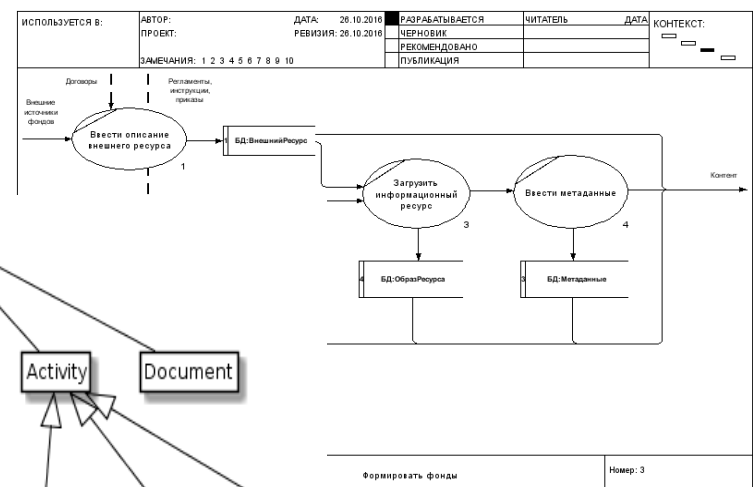 ИСПОЛЬЗУЕТСЯ В:
АВТОР:
ДАТА: 26.10.2016
ПРОЕКТ:
РЕВИЗИЯ: 26.10.2016
ЗАМЕЧАНИЯ: 1 2 3 4 5 6 7 8 9 10
РАЗРАБАТЫВАЕТСЯ
ЧЕРНОВИК
РЕКОМЕНДОВАНО
ПУБЛИКАЦИЯ
ЧИТАТЕЛЬ
ДАТА
КОНТЕКСТ:
Договоры
Регламенты,
инструкции,
приказы
Внешние
источники
фондов
Ввести описание
внешнего ресурса
1
1
БД:ВнешнийРесурс
Загрузить
информационный
ресурс
3
Ввести метаданные
4
Контент
4
БД:ОбразРесурса
3
БД:Метаданные
Activity
Document
Формировать фонды
Номер: 3